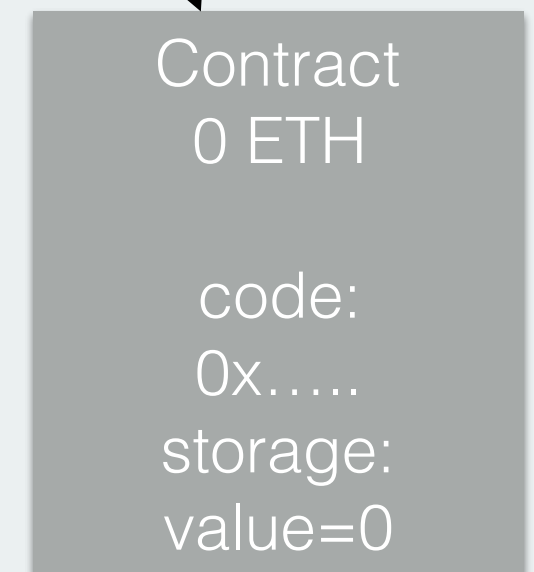 Contract
0 ETH
code:
0x…..
storage:
value=0